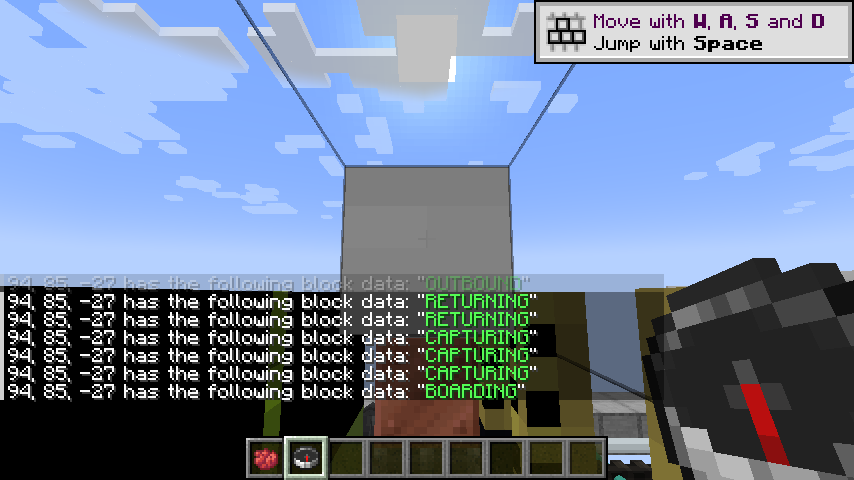 Move with W, A, S and D
Jump with Space
94, 85, -27 has the following block data: "OUTBOUND"
94, 85, -27 has the following block data: "RETURNING"
94, 85, -27 has the following block data: "RETURNING"
94, 85, -27 has the following block data: "CAPTURING"
94, 85, -27 has the following block data: "CAPTURING"
94, 85, -27 has the following block data: "CAPTURING"
94, 85, -27 has the following block data: "BOARDING"